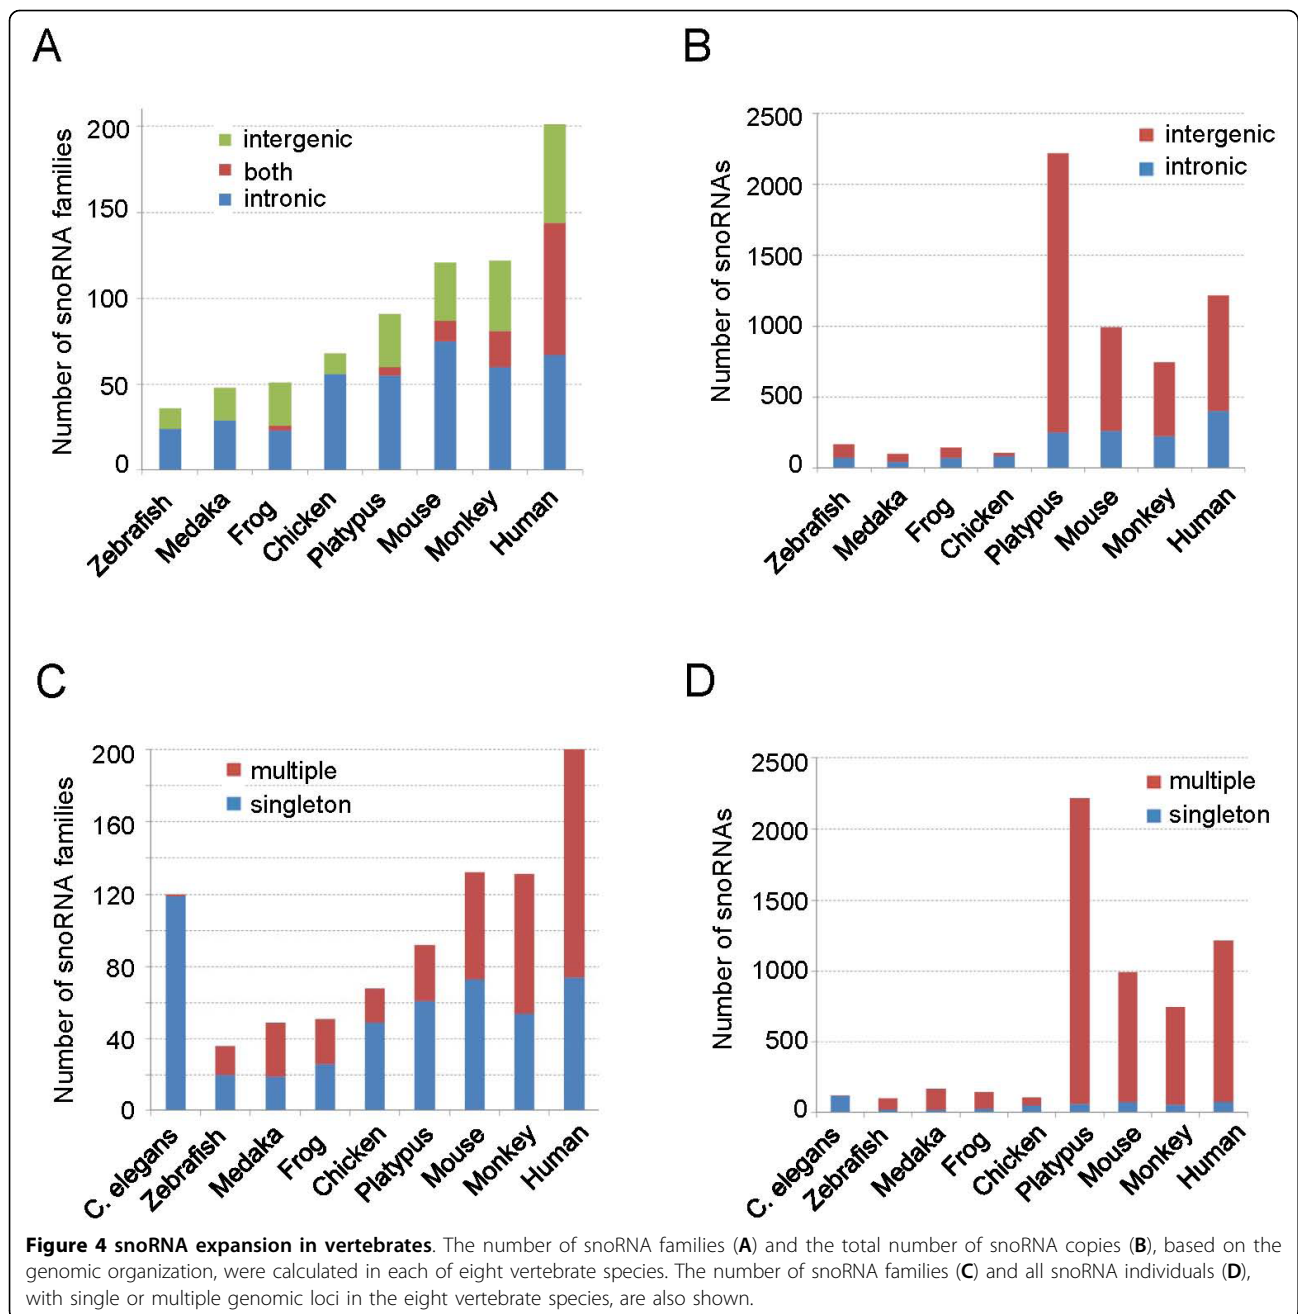 A
Number of snoRNA families
200
150
100
50
0
intergenic
both
intronic
Zebrafish
Medaka
Frog
Chicken
Platypus
Mouse
Monkey
Human
B
Number of snoRNAs
2500
2000
1500
1000
500
0
intergenic
intronic
Zebrafish
Medaka
Frog
Chicken
Platypus
Mouse
Monkey
Human
C
Number of snoRNA families
200
160
120
80
40
0
multiple
singleton
C. elegans
Zebrafish
Medaka
Frog
Chicken
Platypus
Mouse
Monkey
Human
D
Number of snoRNAs
2500
2000
1500
1000
500
0
multiple
singleton
C. elegans
Zebrafish
Medaka
Frog
Chicken
Platypus
Mouse
Monkey
Human
Figure 4 snoRNA expansion in vertebrates. The number of snoRNA families (A) and the total number of snoRNA copies (B), based on the
genomic organization, were calculated in each of eight vertebrate species. The number of snoRNA families (C) and all snoRNA individuals (D),
with single or multiple genomic loci in the eight vertebrate species, are also shown.